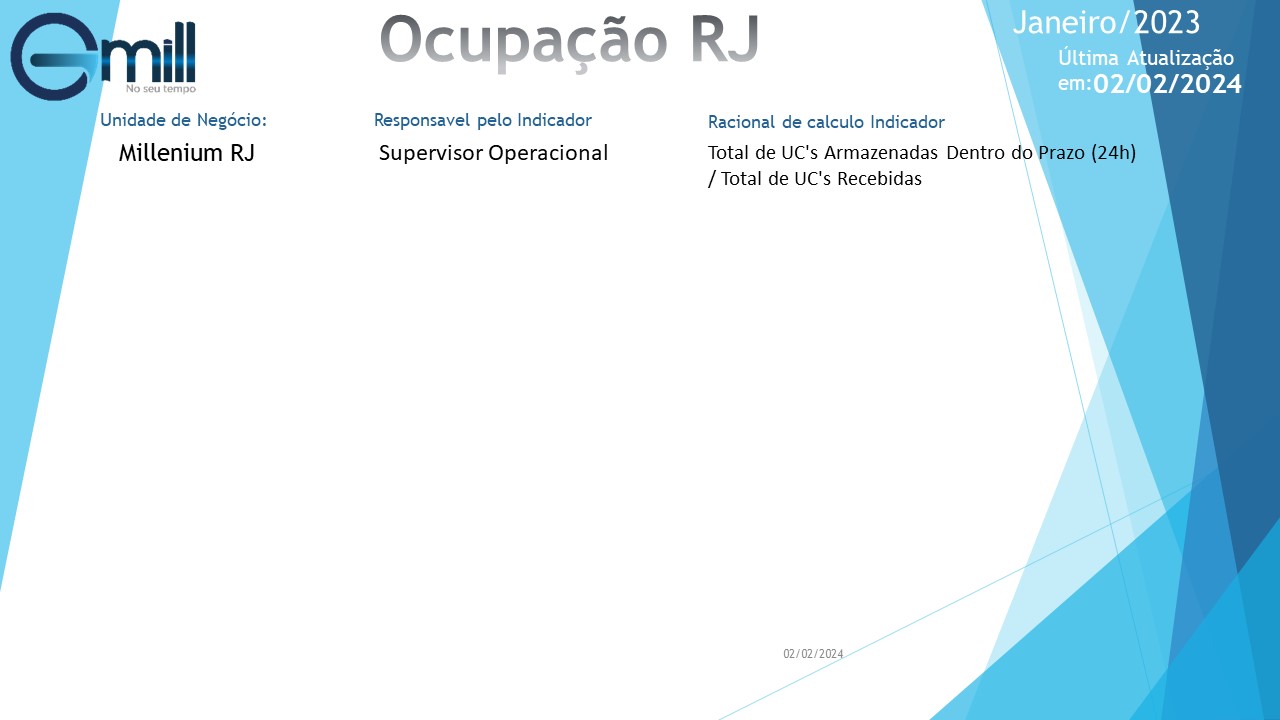 mill
No seu tempo
Ocupação RJ
Janeiro/2023
Última Atualização
em:02/02/2024
Unidade de Negócio:
Millenium RJ
Responsavel pelo Indicador
Supervisor Operacional
Racional de calculo Indicador
Total de UC's Armazenadas Dentro do Prazo (24h)
/ Total de UC's Recebidas
02/02/2024